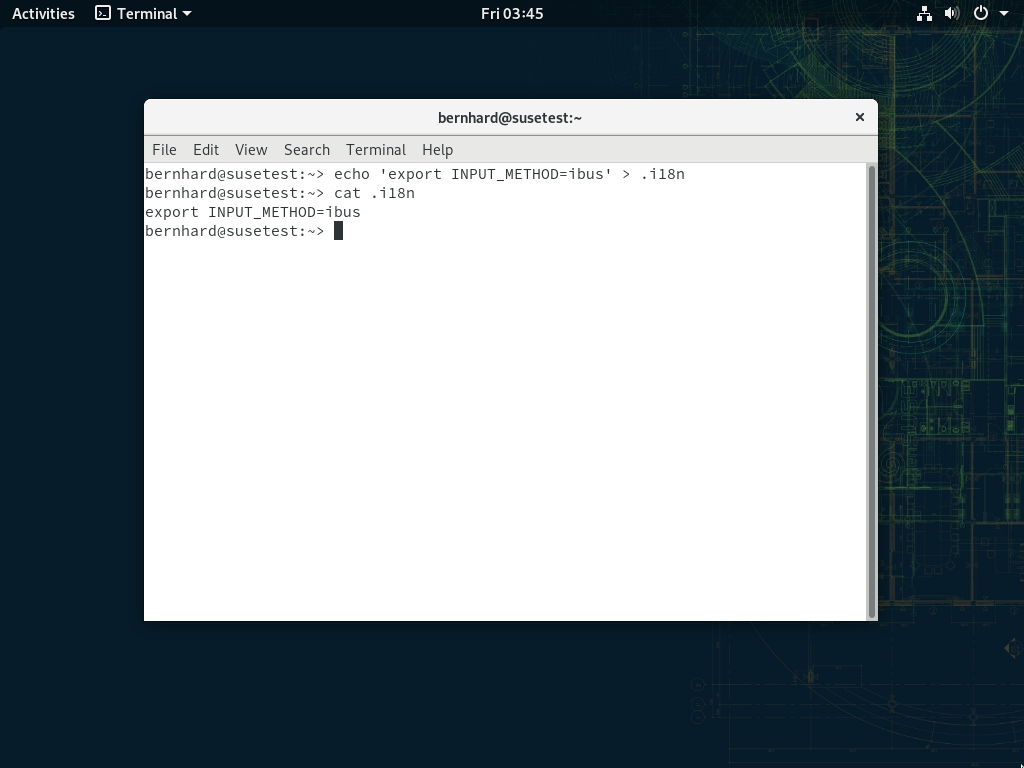 Activities Terminal Fri 03:45
bernhard@susetest:~
File Edit View Search Terminal Help
bernhard@susetest:~> echo 'export INPUT_METHOD=ibus' > .i18n
bernhard@susetest:~> cat .i18n
export INPUT_METHOD=ibus
bernhard@susetest:~>